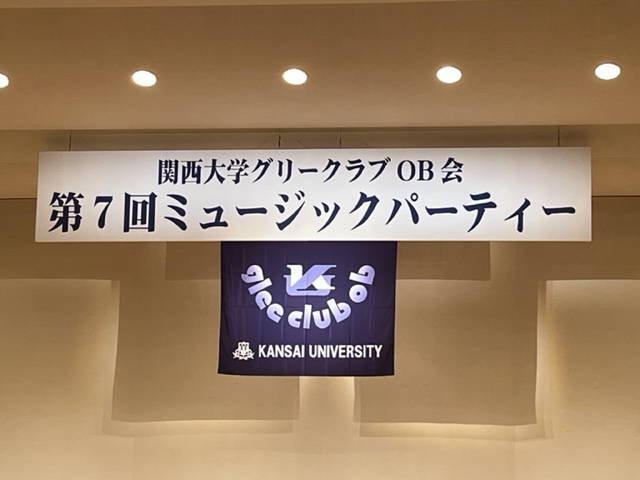 関西大学グリークラブOB会
第7回ミュージックパーティー
KU
glee club ob
KANSAI UNIVERSITY